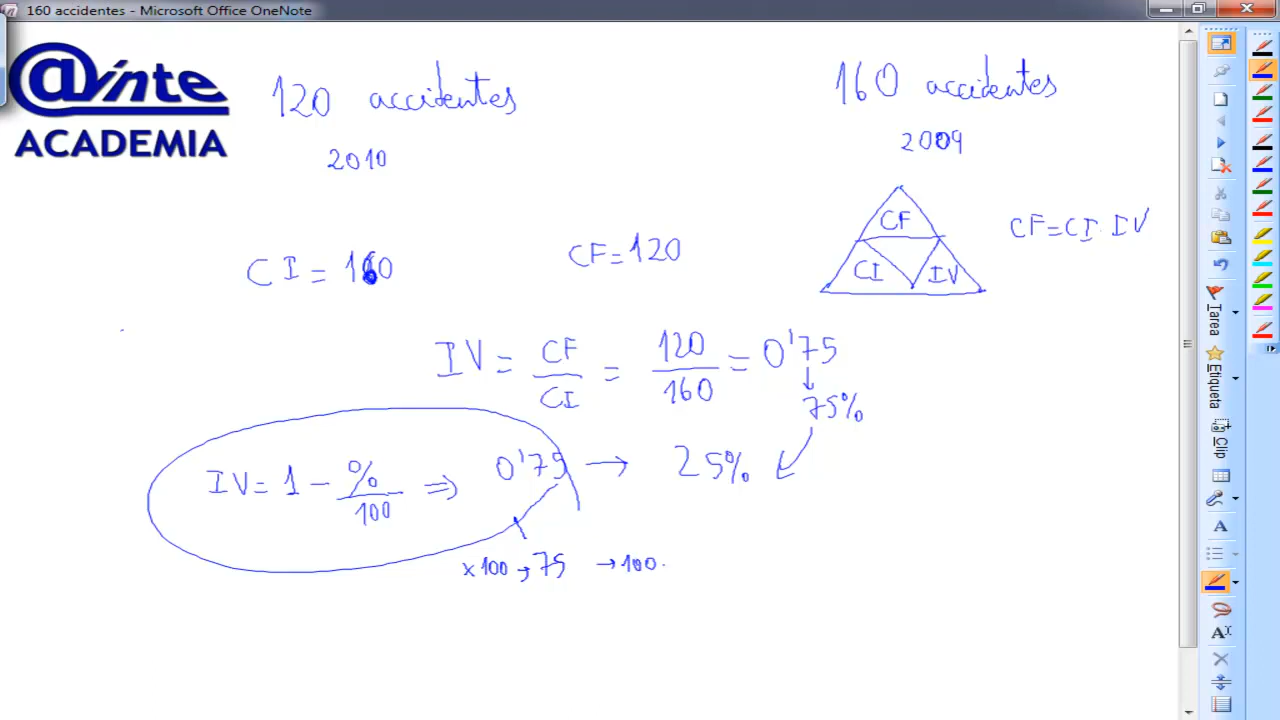 160 accidentes - Microsoft Office OneNote
@inte
ACADEMIA
120 accidentes
2010
160 accidentes
2009
CI = 160
CF = 120
CF
CI IV
CF = CI · IV
IV = CF/CI = 120/160 = 0'75
↓
75%
IV = 1 - %/100 ⇒ 0'75 → 25%
x100 → 75 → 100.
Tarea
Etiqueta
Clip
A
A